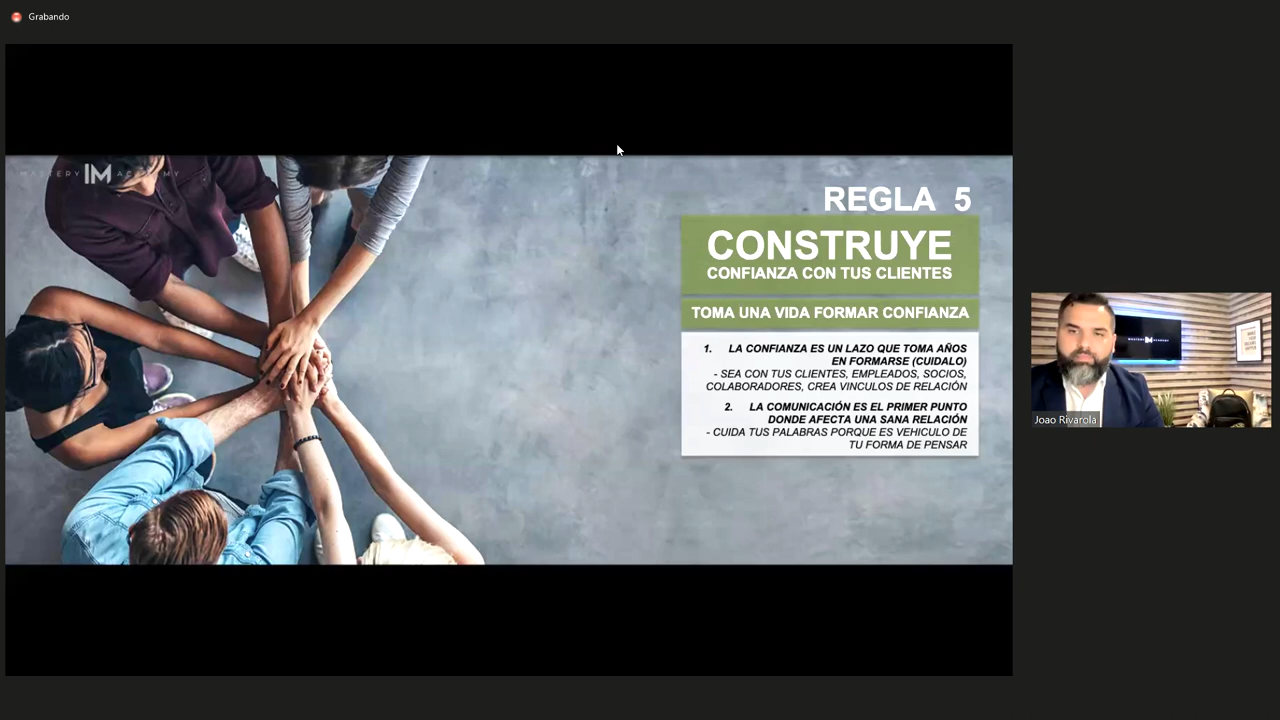 Grabando
MASTERY IM ACADEMY
REGLA 5
CONSTRUYE
CONFIANZA CON TUS CLIENTES
TOMA UNA VIDA FORMAR CONFIANZA
1. LA CONFIANZA ES UN LAZO QUE TOMA AÑOS
EN FORMARSE (CUIDALO)
- SEA CON TUS CLIENTES, EMPLEADOS, SOCIOS,
COLABORADORES, CREA VINCULOS DE RELACIÓN
2. LA COMUNICACIÓN ES EL PRIMER PUNTO
DONDE AFECTA UNA SANA RELACIÓN
- CUIDA TUS PALABRAS PORQUE ES VEHICULO DE
TU FORMA DE PENSAR
Joao Rivarola